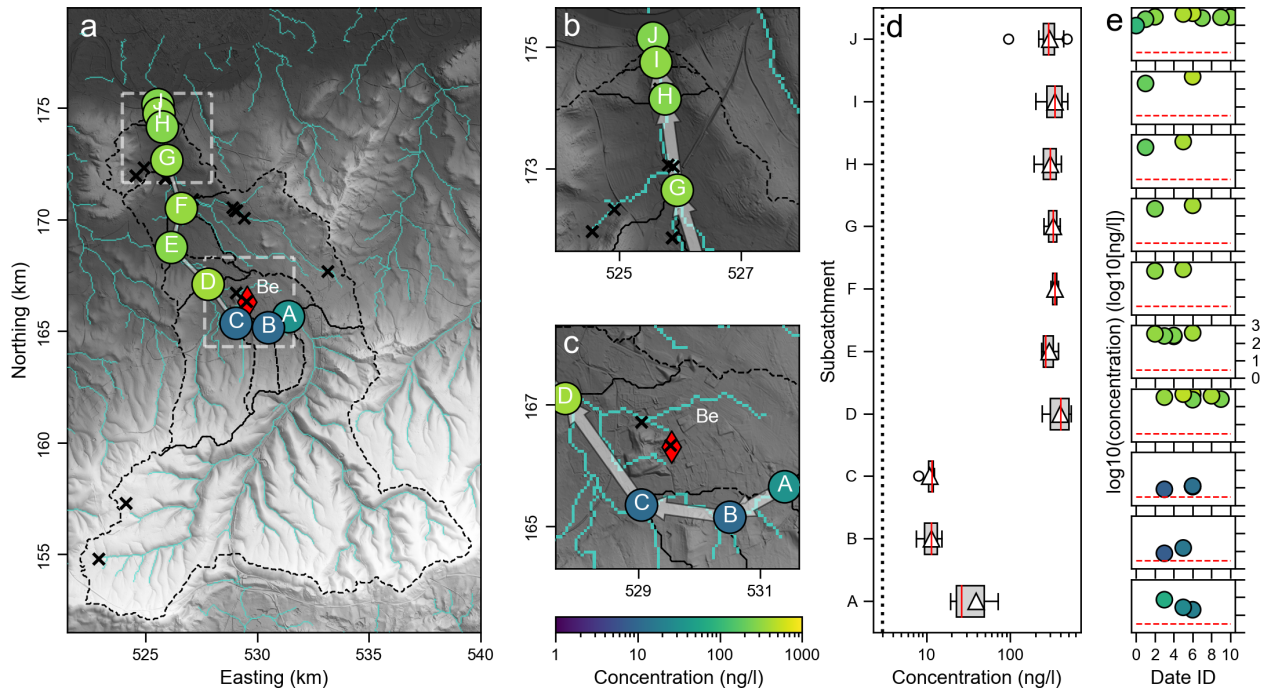 a
175
170
165
160
155
Northing (km)
525
530
535
540
Easting (km)
J
H
G
F
E
D
Be
C
B
A
b
175
173
525
527
J
I
H
G
c
167
165
529
531
D
Be
C
B
A
1
10
100
1000
Concentration (ng/l)
d
Subcatchment
J
I
H
G
F
E
D
C
B
A
10
100
Concentration (ng/l)
e
log10(concentration) (log10[ng/l])
3
2
1
0
0
2
4
6
8
10
Date ID